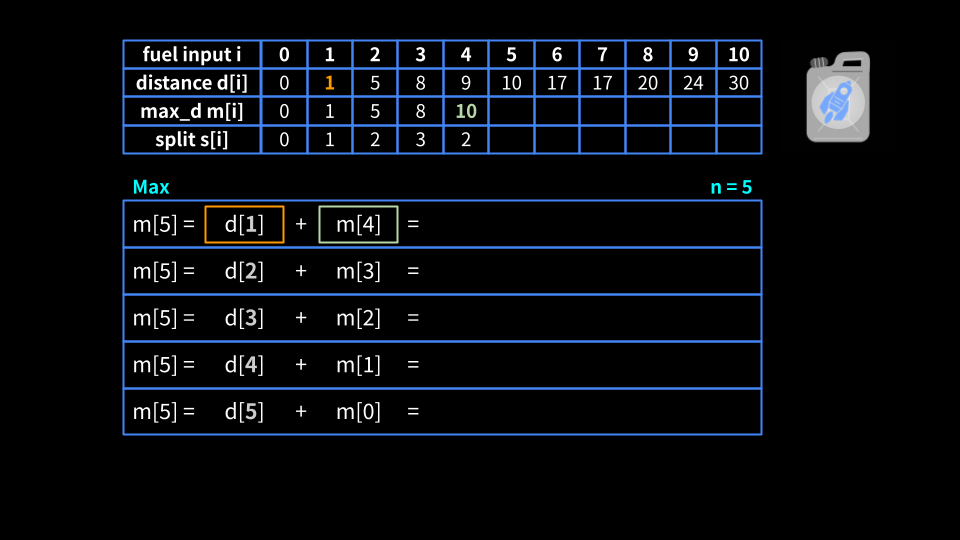 fuel input i 0 1 2 3 4 5 6 7 8 9 10
distance d[i] 0 1 5 8 9 10 17 17 20 24 30
max_d m[i] 0 1 5 8 10
split s[i] 0 1 2 3 2
Max n = 5
m[5] = d[1] + m[4] =
m[5] = d[2] + m[3] =
m[5] = d[3] + m[2] =
m[5] = d[4] + m[1] =
m[5] = d[5] + m[0] =